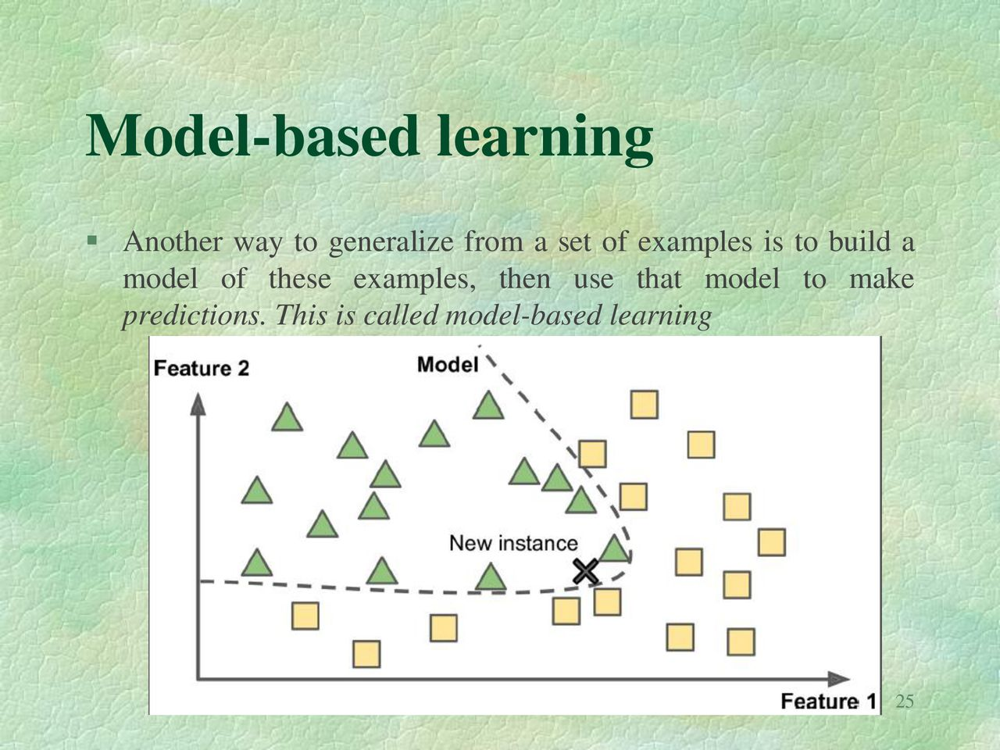 Model-based learning
▪ Another way to generalize from a set of examples is to build a
model of these examples, then use that model to make
predictions. This is called model-based learning
Feature 2
Model
New instance
Feature 1
25